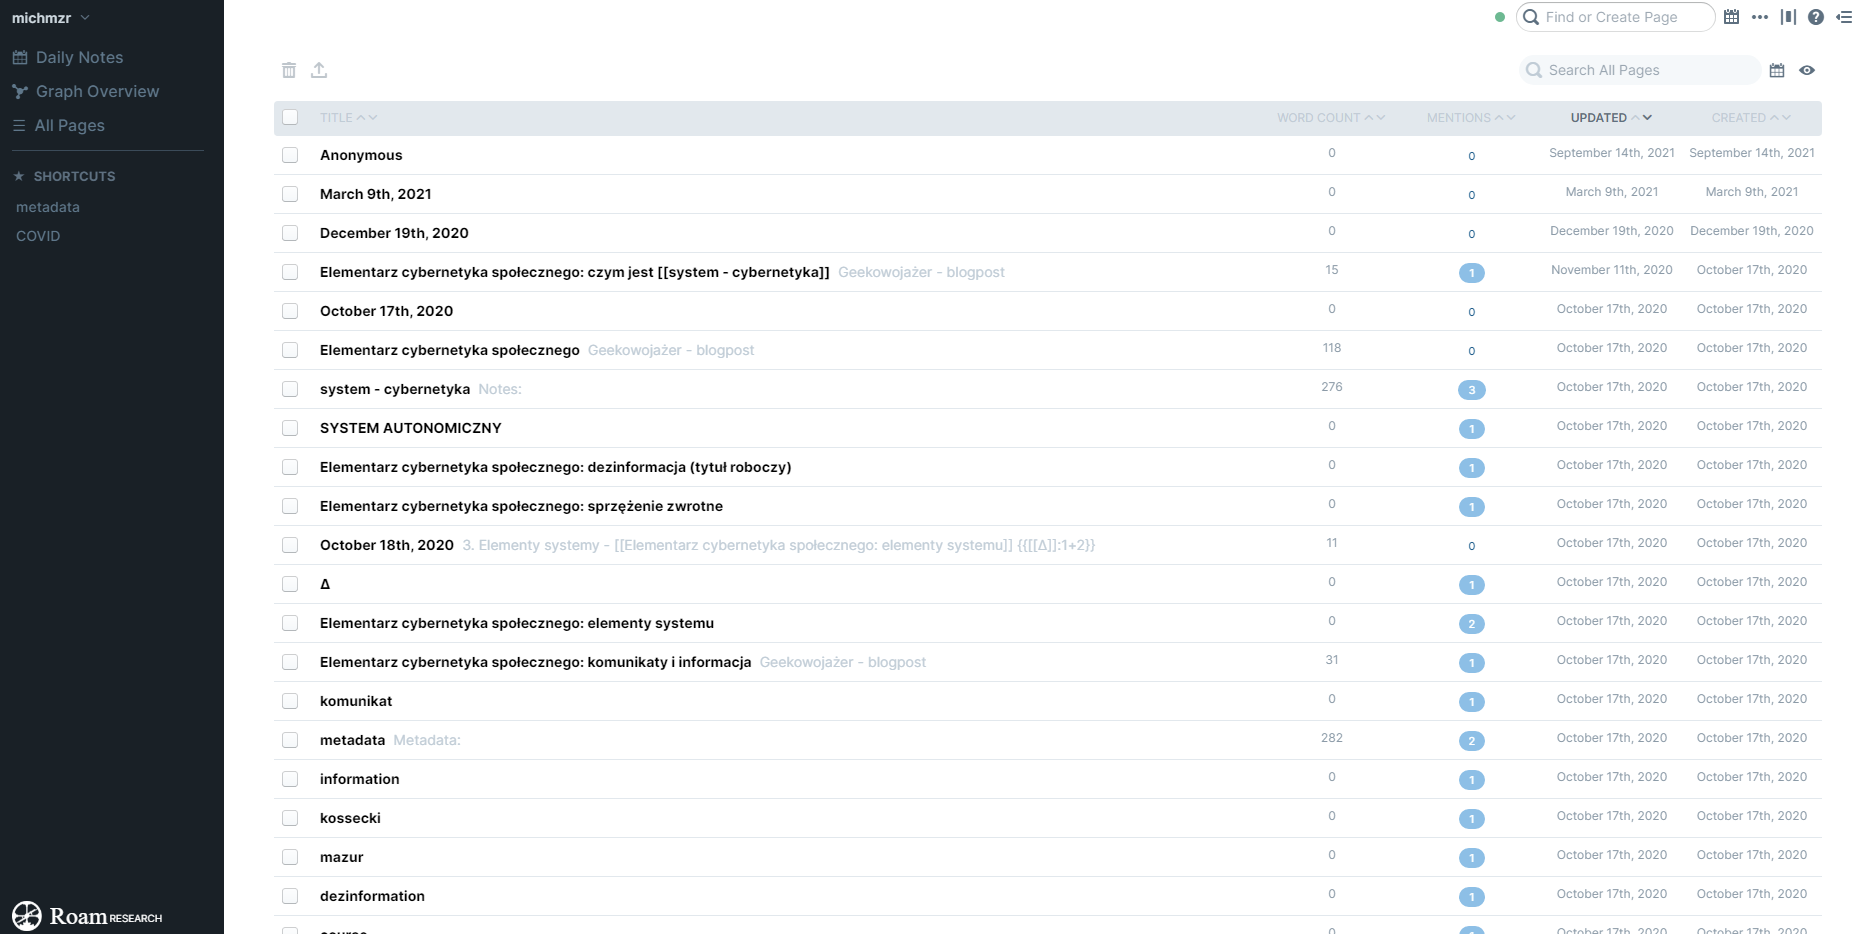 michmzr
Find or Create Page
Daily Notes
Graph Overview
All Pages
SHORTCUTS
metadata
COVID
Roam RESEARCH
Search All Pages
TITLE WORD COUNT MENTIONS UPDATED CREATED
Anonymous 0 0 September 14th, 2021 September 14th, 2021
March 9th, 2021 0 0 March 9th, 2021 March 9th, 2021
December 19th, 2020 0 0 December 19th, 2020 December 19th, 2020
Elementarz cybernetyka społecznego: czym jest [[system - cybernetyka]] Geekowojażer - blogpost 15 1 November 11th, 2020 October 17th, 2020
October 17th, 2020 0 0 October 17th, 2020 October 17th, 2020
Elementarz cybernetyka społecznego Geekowojażer - blogpost 118 0 October 17th, 2020 October 17th, 2020
system - cybernetyka Notes: 276 3 October 17th, 2020 October 17th, 2020
SYSTEM AUTONOMICZNY 0 1 October 17th, 2020 October 17th, 2020
Elementarz cybernetyka społecznego: dezinformacja (tytuł roboczy) 0 1 October 17th, 2020 October 17th, 2020
Elementarz cybernetyka społecznego: sprzężenie zwrotne 0 1 October 17th, 2020 October 17th, 2020
October 18th, 2020 3. Elementy systemy - [[Elementarz cybernetyka społecznego: elementy systemu]] {{[[Δ]]:1+2}} 11 0 October 17th, 2020 October 17th, 2020
Δ 0 1 October 17th, 2020 October 17th, 2020
Elementarz cybernetyka społecznego: elementy systemu 0 2 October 17th, 2020 October 17th, 2020
Elementarz cybernetyka społecznego: komunikaty i informacja Geekowojażer - blogpost 31 1 October 17th, 2020 October 17th, 2020
komunikat 0 1 October 17th, 2020 October 17th, 2020
metadata Metadata: 282 2 October 17th, 2020 October 17th, 2020
information 0 1 October 17th, 2020 October 17th, 2020
kossecki 0 1 October 17th, 2020 October 17th, 2020
mazur 0 1 October 17th, 2020 October 17th, 2020
dezinformation 0 1 October 17th, 2020 October 17th, 2020
0 October 17th, 2020 October 17th, 2020